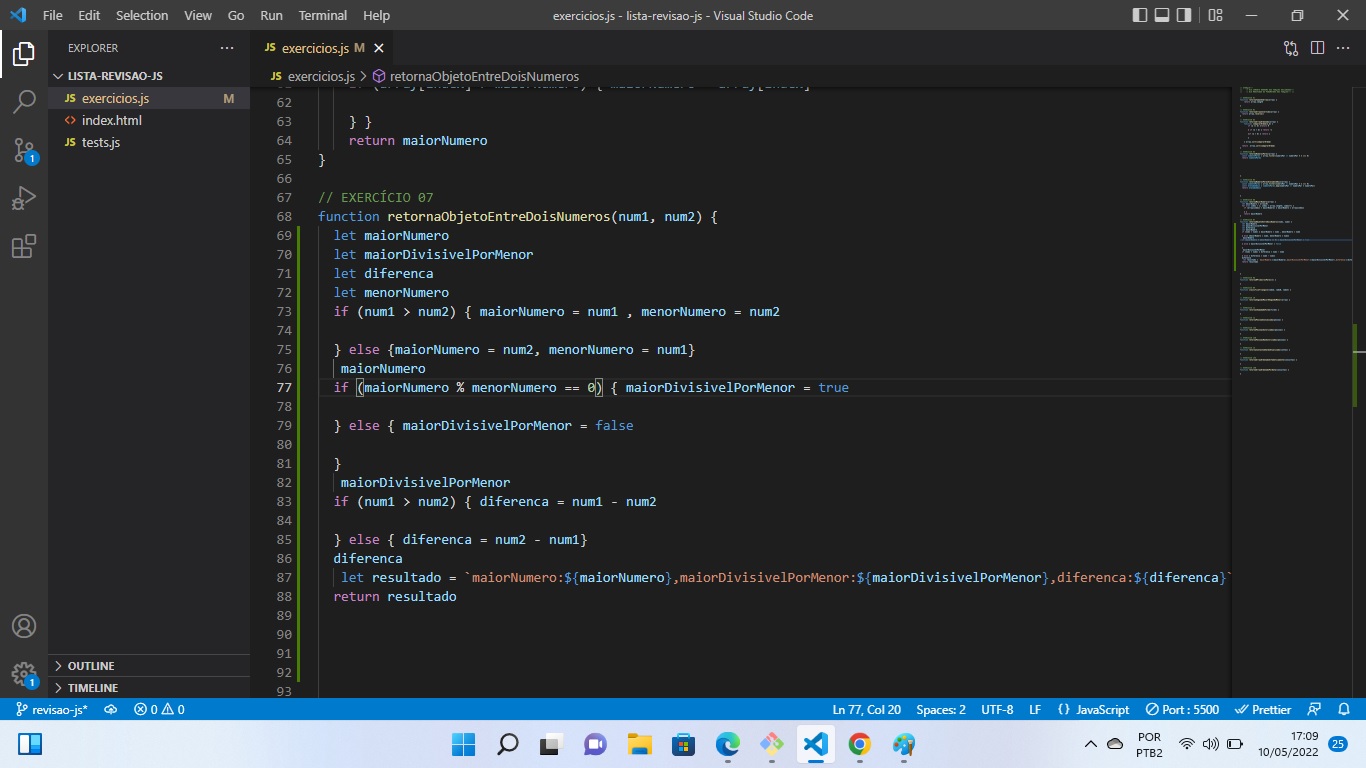 File Edit Selection View Go Run Terminal Help exercicios.js - lista-revisao-js - Visual Studio Code
EXPLORER
LISTA-REVISAO-JS
JS exercicios.js M
index.html
JS tests.js
OUTLINE
TIMELINE
JS exercicios.js M
JS exercicios.js > retornaObjetoEntreDoisNumeros
62
63 } }
64 return maiorNumero
65 }
66
67 // EXERCÍCIO 07
68 function retornaObjetoEntreDoisNumeros(num1, num2) {
69 let maiorNumero
70 let maiorDivisivelPorMenor
71 let diferenca
72 let menorNumero
73 if (num1 > num2) { maiorNumero = num1 , menorNumero = num2
74
75 } else {maiorNumero = num2, menorNumero = num1}
76 maiorNumero
77 if (maiorNumero % menorNumero == 0) { maiorDivisivelPorMenor = true
78
79 } else { maiorDivisivelPorMenor = false
80
81 }
82 maiorDivisivelPorMenor
83 if (num1 > num2) { diferenca = num1 - num2
84
85 } else { diferenca = num2 - num1}
86 diferenca
87 let resultado = `maiorNumero:${maiorNumero},maiorDivisivelPorMenor:${maiorDivisivelPorMenor},diferenca:${diferenca}`
88 return resultado
89
90
91
92
93
1
1
revisao-js* 0 0 Ln 77, Col 20 Spaces: 2 UTF-8 LF {} JavaScript Port : 5500 Prettier
POR
PTB2
17:09
10/05/2022
25